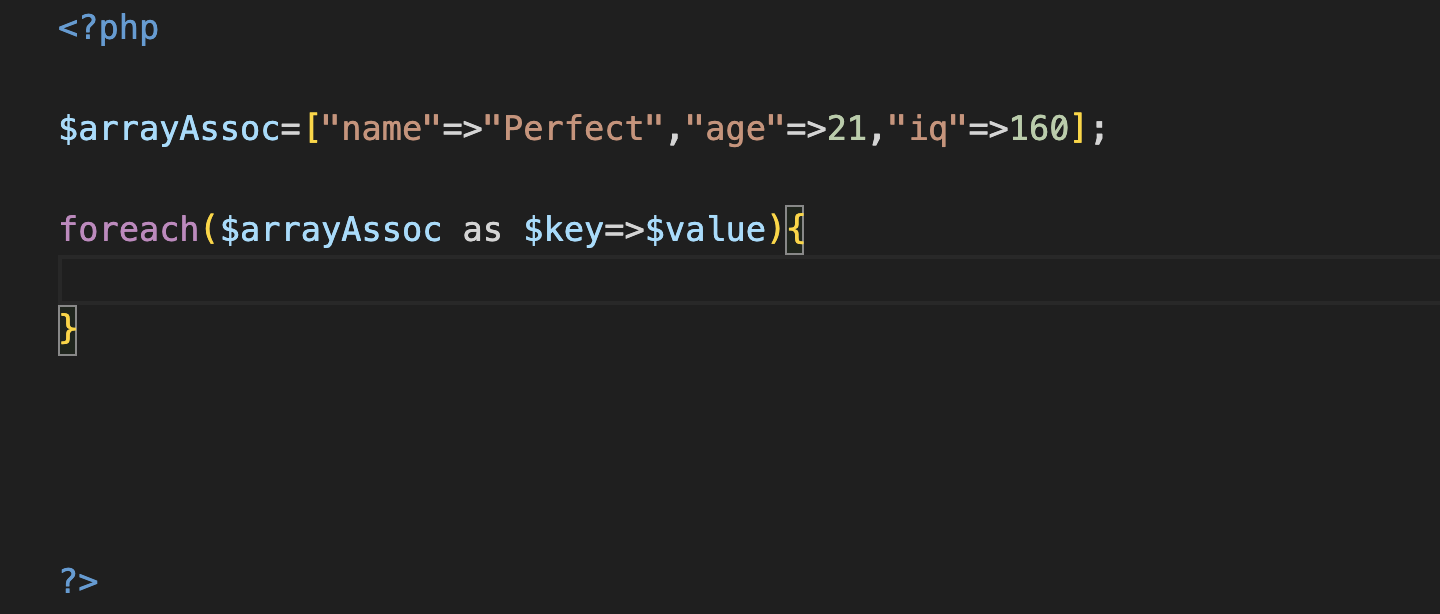 <?php
$arrayAssoc=["name"=>"Perfect","age"=>21,"iq"=>160];
foreach($arrayAssoc as $key=>$value){
}
?>